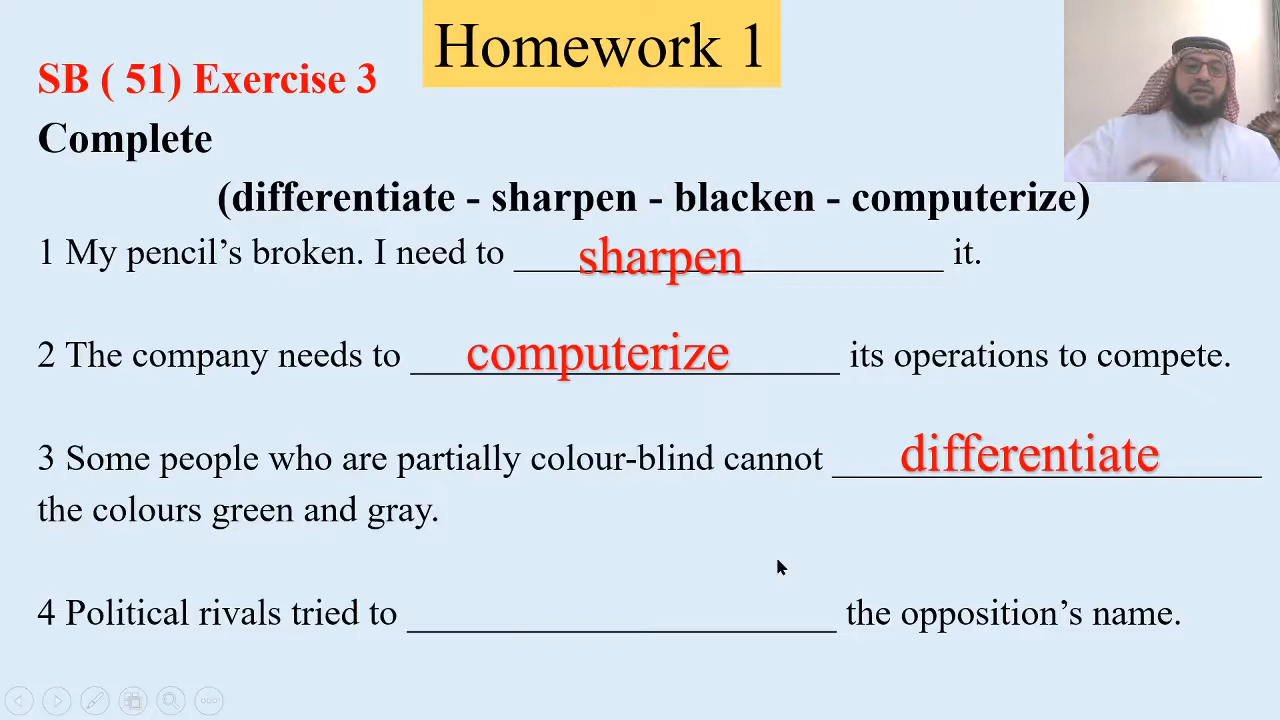 Homework 1
SB ( 51) Exercise 3
Complete
(differentiate - sharpen - blacken - computerize)
1 My pencil’s broken. I need to sharpen it.
2 The company needs to computerize its operations to compete.
3 Some people who are partially colour-blind cannot differentiate
the colours green and gray.
4 Political rivals tried to ____________________ the opposition’s name.